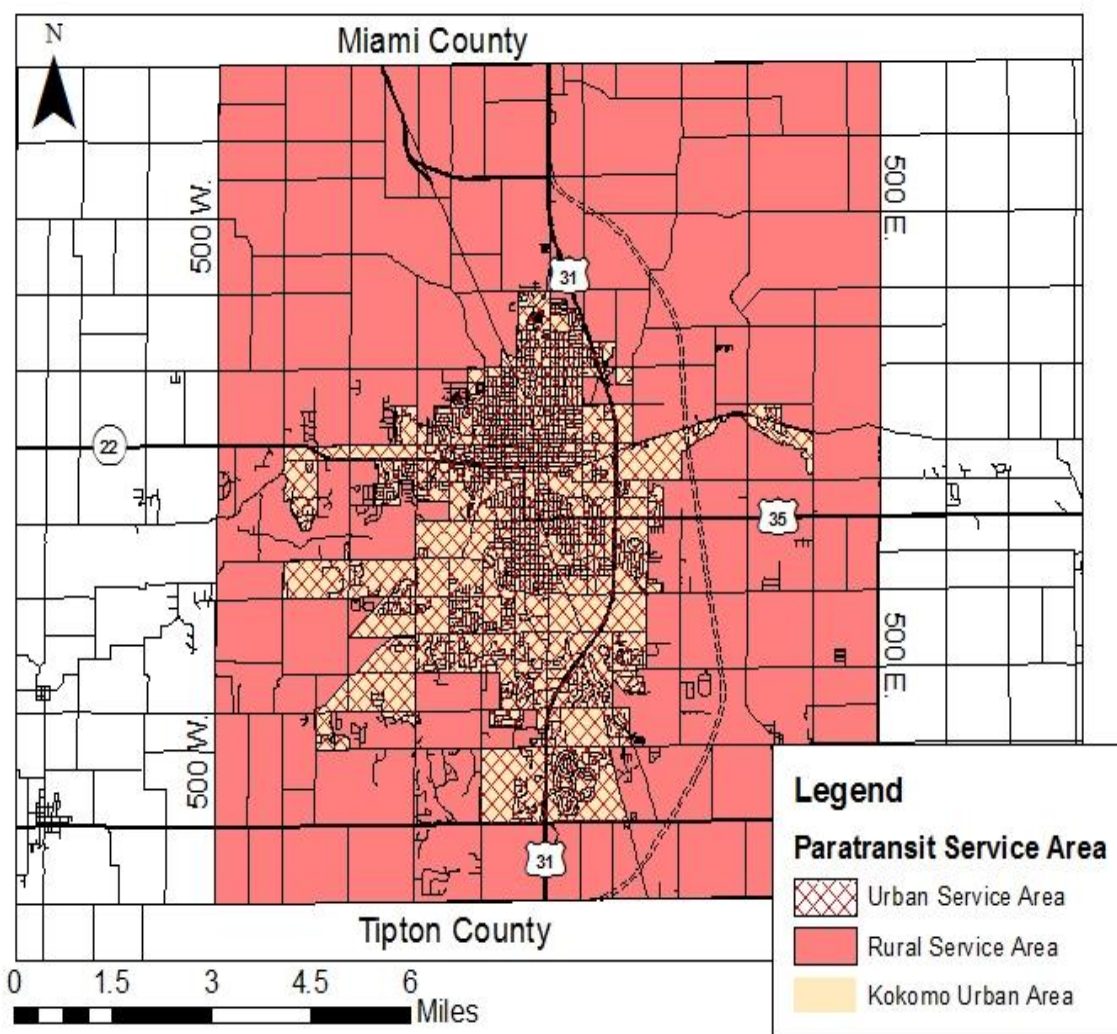 Miami County
N
500 W.
500 E.
31
22
35
500 W.
500 E.
31
Tipton County
0 1.5 3 4.5 6
Miles
Legend
Paratransit Service Area
Urban Service Area
Rural Service Area
Kokomo Urban Area